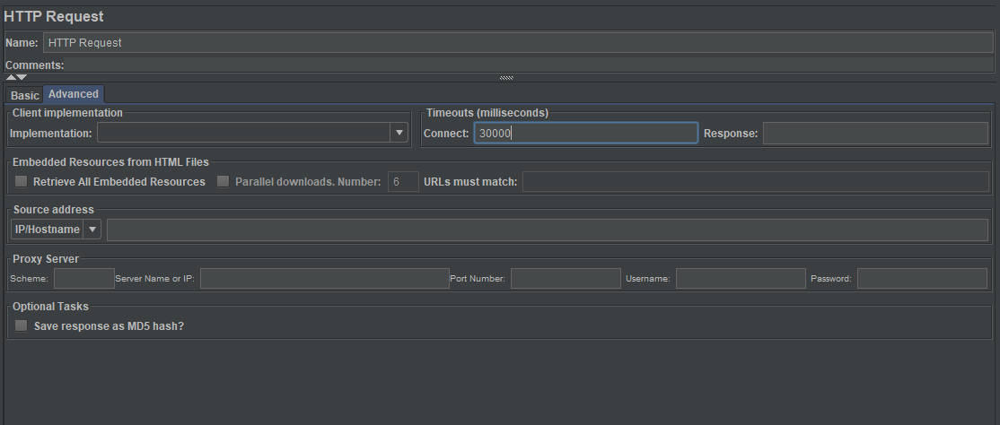 HTTP Request
Name: HTTP Request
Comments:
Basic Advanced
Client implementation Timeouts (milliseconds)
Implementation: Connect: 30000 Response:
Embedded Resources from HTML Files
Retrieve All Embedded Resources Parallel downloads. Number: 6 URLs must match:
Source address
IP/Hostname
Proxy Server
Scheme: Server Name or IP: Port Number: Username: Password:
Optional Tasks
Save response as MD5 hash?